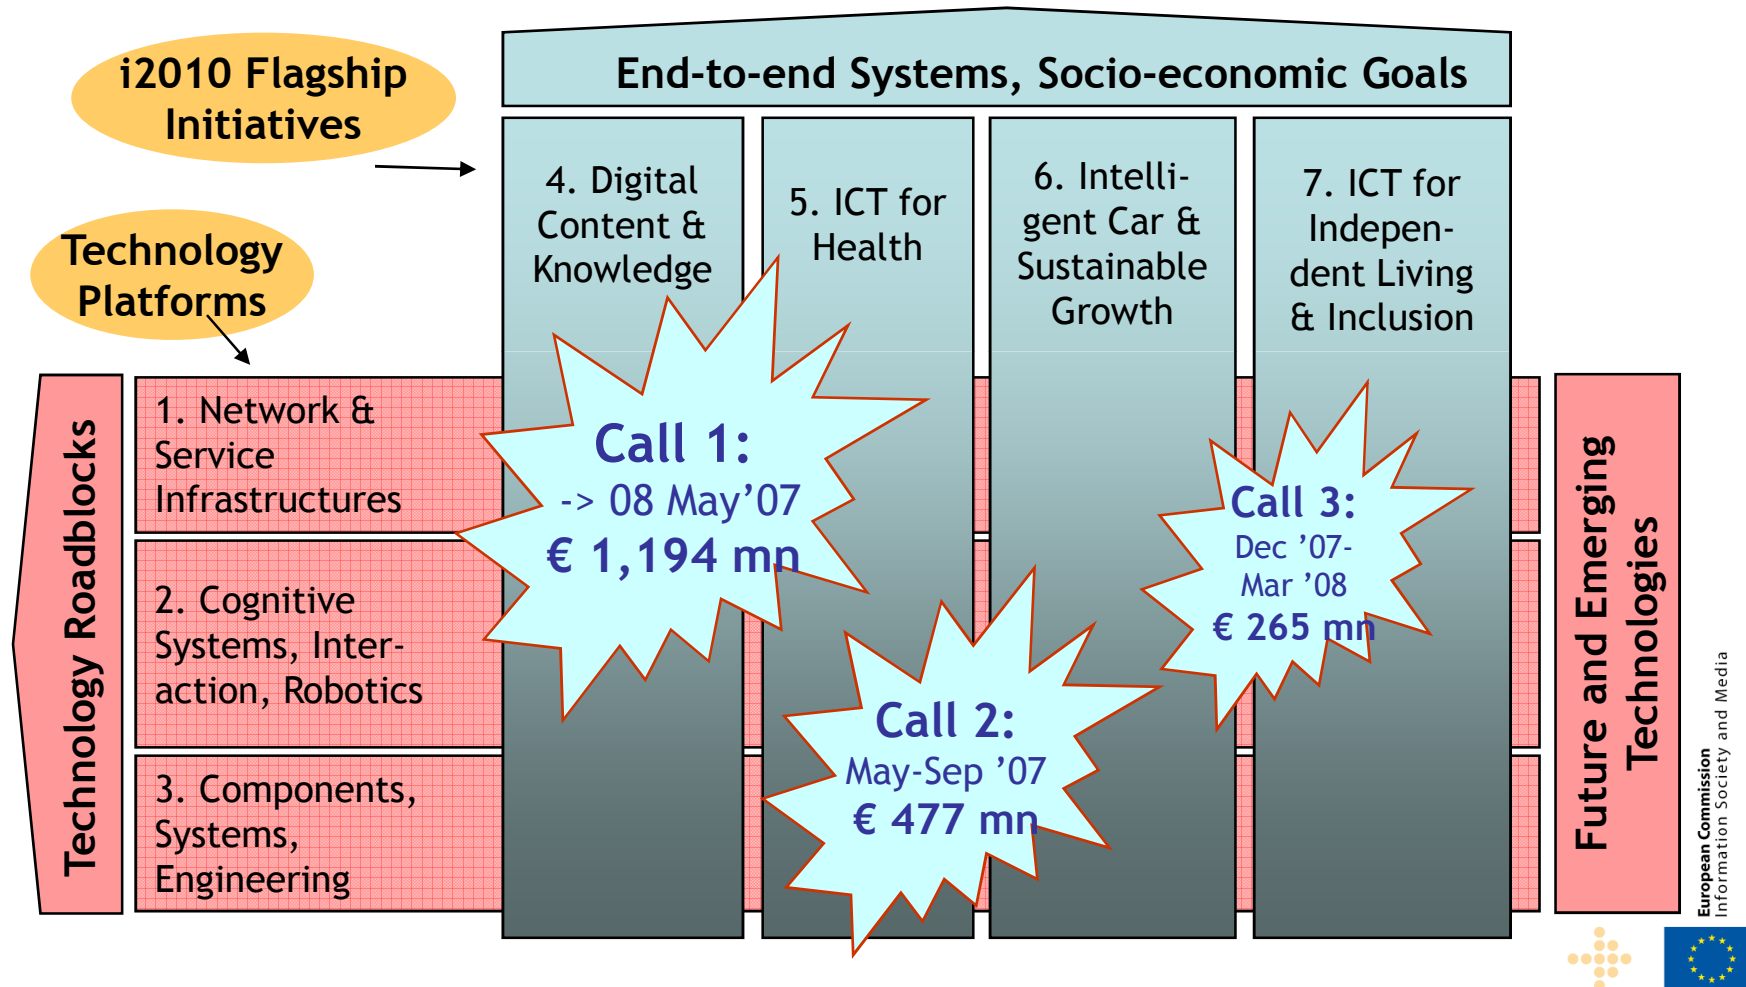 i2010 Flagship
Initiatives
End-to-end Systems, Socio-economic Goals
Technology
Platforms
4. Digital
Content &
Knowledge
5. ICT for
Health
6. Intelli-
gent Car &
Sustainable
Growth
7. ICT for
Indepen-
dent Living
& Inclusion
Technology Roadblocks
1. Network &
Service
Infrastructures
2. Cognitive
Systems, Inter-
action, Robotics
3. Components,
Systems,
Engineering
Call 1:
-> 08 May’07
€ 1,194 mn
Call 2:
May-Sep ’07
€ 477 mn
Call 3:
Dec ’07-
Mar ’08
€ 265 mn
Future and Emerging
Technologies
European Commission
Information Society and Media